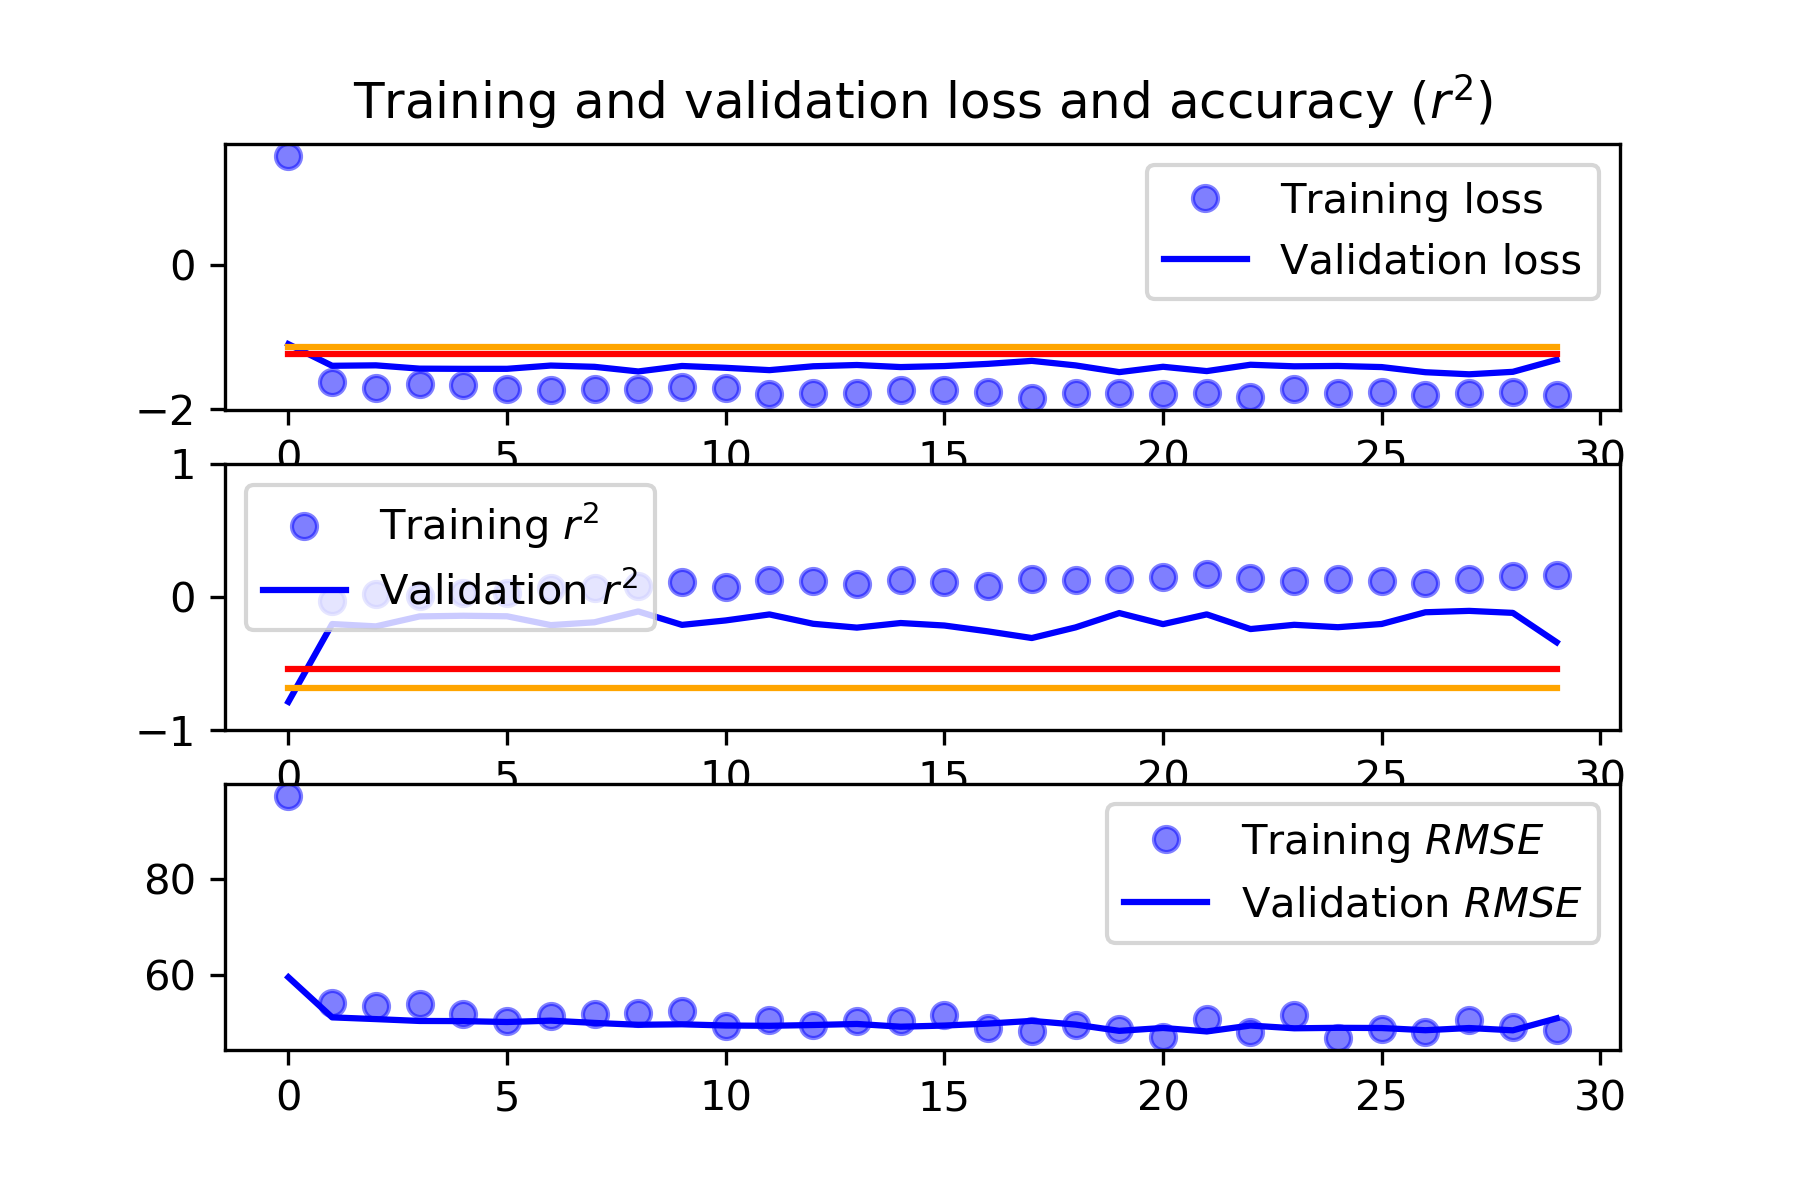 Training and validation loss and accuracy (r²)
Training loss
Validation loss
0
−2
0 5 10 15 20 25 30
1
0
−1
Training r²
Validation r²
0 5 10 15 20 25 30
80
60
Training RMSE
Validation RMSE
0 5 10 15 20 25 30